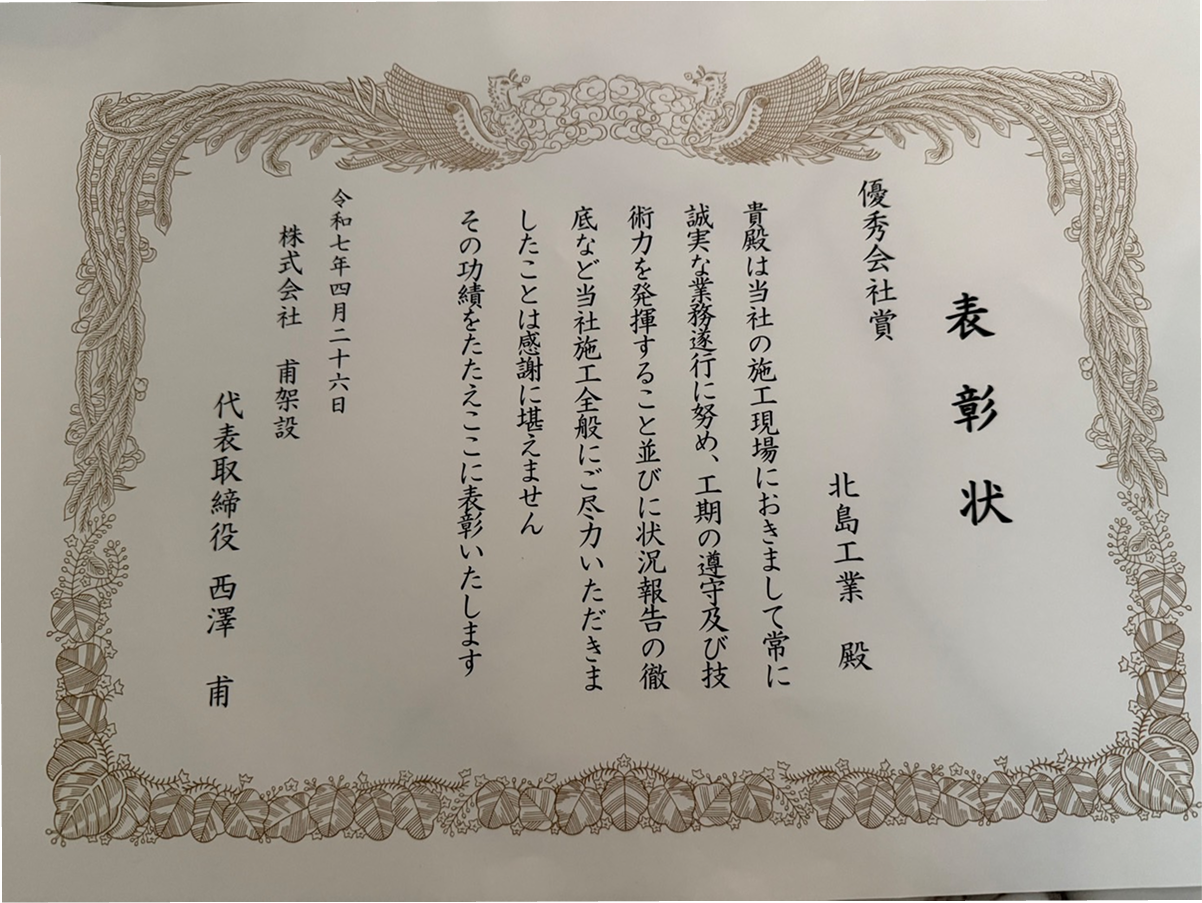 表彰状
優秀会社賞
北島工業　殿
貴殿は当社の施工現場におきまして常に
誠実な業務遂行に努め、工期の遵守及び技
術力を発揮すること並びに状況報告の徹
底など当社施工全般にご尽力いただきま
したことは感謝に堪えません
その功績をたたえここに表彰いたします
令和七年四月二十六日
株式会社　甫架設
代表取締役　西澤　甫